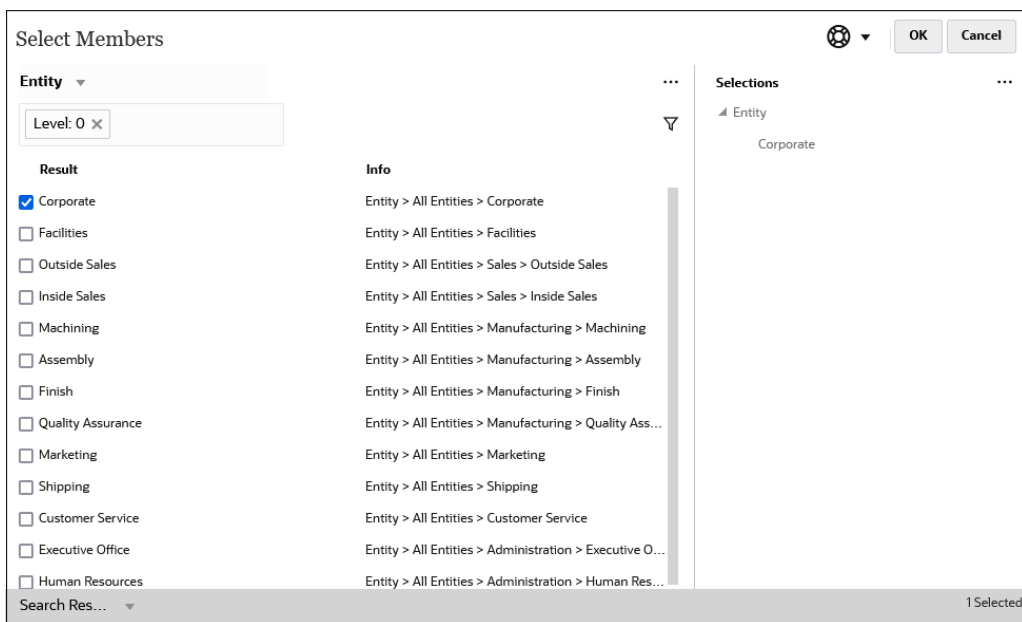 Select Members
OK
Cancel
Entity
Level: 0
Result Info
Corporate Entity > All Entities > Corporate
Facilities Entity > All Entities > Facilities
Outside Sales Entity > All Entities > Sales > Outside Sales
Inside Sales Entity > All Entities > Sales > Inside Sales
Machining Entity > All Entities > Manufacturing > Machining
Assembly Entity > All Entities > Manufacturing > Assembly
Finish Entity > All Entities > Manufacturing > Finish
Quality Assurance Entity > All Entities > Manufacturing > Quality Ass...
Marketing Entity > All Entities > Marketing
Shipping Entity > All Entities > Shipping
Customer Service Entity > All Entities > Customer Service
Executive Office Entity > All Entities > Administration > Executive O...
Human Resources Entity > All Entities > Administration > Human Res...
Selections
Entity
Corporate
Search Res...
1 Selected